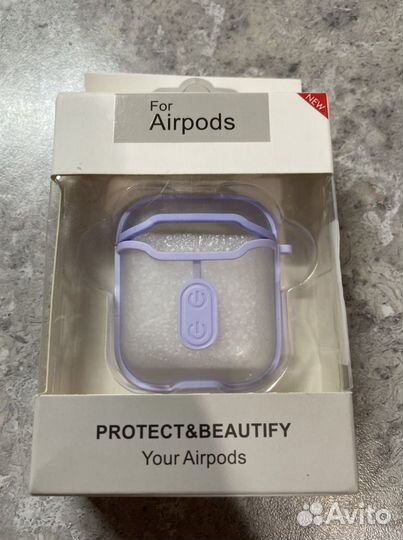 For
Airpods
NEW
PROTECT&BEAUTIFY
Your Airpods
Avito